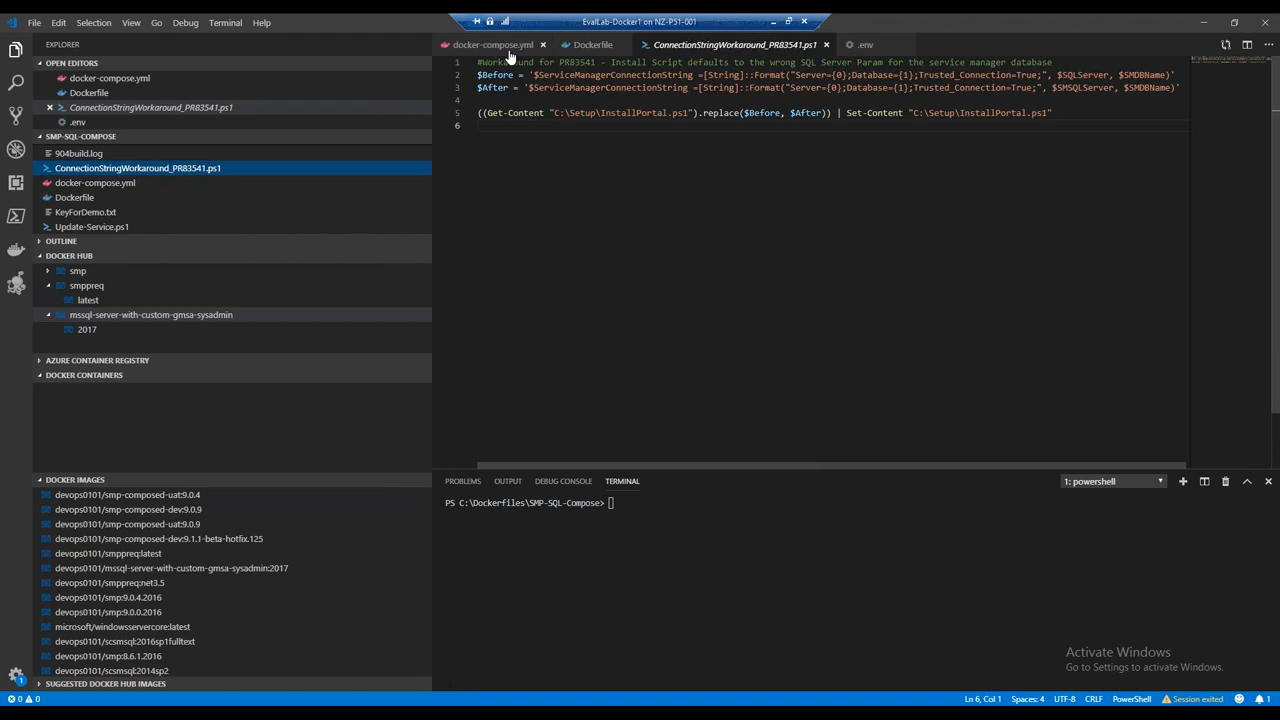 File Edit Selection View Go Debug Terminal Help
EvalLab-Docker1 on NZ-P51-001
EXPLORER
OPEN EDITORS
docker-compose.yml
Dockerfile
ConnectionStringWorkaround_PR83541.ps1
.env
SMP-SQL-COMPOSE
904build.log
ConnectionStringWorkaround_PR83541.ps1
docker-compose.yml
Dockerfile
KeyForDemo.txt
Update-Service.ps1
OUTLINE
DOCKER HUB
smp
smppreq
latest
mssql-server-with-custom-gmsa-sysadmin
2017
AZURE CONTAINER REGISTRY
DOCKER CONTAINERS
DOCKER IMAGES
devops0101/smp-composed-uat:9.0.4
devops0101/smp-composed-dev:9.0.9
devops0101/smp-composed-uat:9.0.9
devops0101/smp-composed-dev:9.1.1-beta-hotfix.125
devops0101/smppreq:latest
devops0101/mssql-server-with-custom-gmsa-sysadmin:2017
devops0101/smppreq:net3.5
devops0101/smp:9.0.4.2016
devops0101/smp:9.0.0.2016
microsoft/windowsservercore:latest
devops0101/scsmsql:2016sp1fulltext
devops0101/smp:8.6.1.2016
devops0101/scsmsql:2014sp2
SUGGESTED DOCKER HUB IMAGES
docker-compose.yml Dockerfile ConnectionStringWorkaround_PR83541.ps1 .env
1 #Workaround for PR83541 - Install Script defaults to the wrong SQL Server Param for the service manager database
2 $Before = '$ServiceManagerConnectionString =[String]::Format("Server={0};Database={1};Trusted_Connection=True;", $SQLServer, $SMDBName)'
3 $After = '$ServiceManagerConnectionString =[String]::Format("Server={0};Database={1};Trusted_Connection=True;", $SMSQLServer, $SMDBName)'
4
5 ((Get-Content "C:\Setup\InstallPortal.ps1").replace($Before, $After)) | Set-Content "C:\Setup\InstallPortal.ps1"
6
PROBLEMS OUTPUT DEBUG CONSOLE TERMINAL 1: powershell
PS C:\Dockerfiles\SMP-SQL-Compose>
Activate Windows
Go to Settings to activate Windows.
1
0 0 Ln 6, Col 1 Spaces: 4 UTF-8 CRLF PowerShell Session exited 1